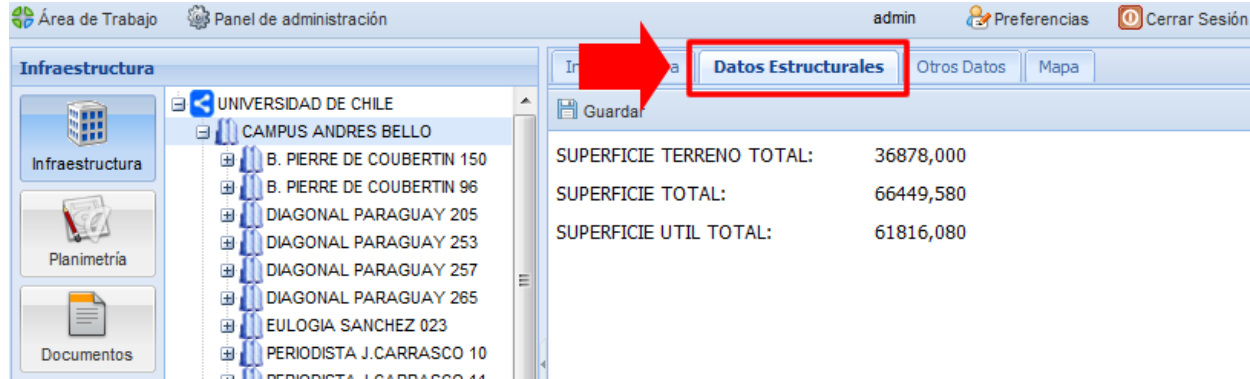 Área de Trabajo Panel de administración admin Preferencias Cerrar Sesión
Infraestructura
Infraestructura
Planimetría
Documentos
UNIVERSIDAD DE CHILE
CAMPUS ANDRES BELLO
B. PIERRE DE COUBERTIN 150
B. PIERRE DE COUBERTIN 96
DIAGONAL PARAGUAY 205
DIAGONAL PARAGUAY 253
DIAGONAL PARAGUAY 257
DIAGONAL PARAGUAY 265
EULOGIA SANCHEZ 023
PERIODISTA J.CARRASCO 10
Datos Estructurales Otros Datos Mapa
Guardar
SUPERFICIE TERRENO TOTAL: 36878,000
SUPERFICIE TOTAL: 66449,580
SUPERFICIE UTIL TOTAL: 61816,080